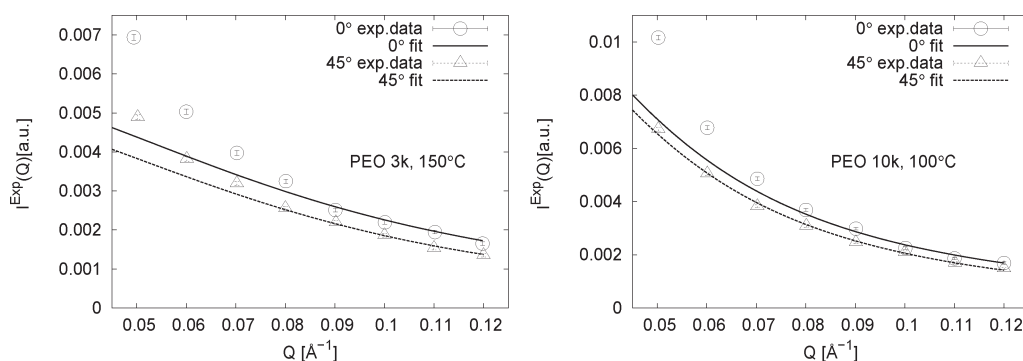 0.007
0.006
0.005
0.004
0.003
0.002
0.001
0
I^Exp(Q)[a.u.]
0° exp.data
0° fit
45° exp.data
45° fit
PEO 3k, 150°C
0.05 0.06 0.07 0.08 0.09 0.1 0.11 0.12
Q [Å⁻¹]
0.01
0.008
0.006
0.004
0.002
0
I^Exp(Q)[a.u.]
0° exp.data
0° fit
45° exp.data
45° fit
PEO 10k, 100°C
0.05 0.06 0.07 0.08 0.09 0.1 0.11 0.12
Q [Å⁻¹]